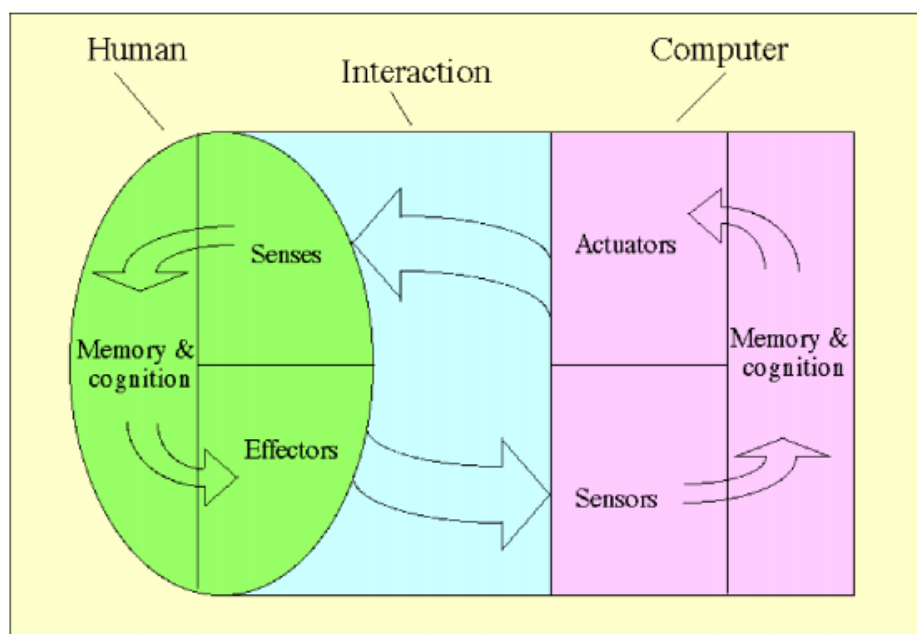 Human
Interaction
Computer
Senses
Actuators
Memory &
cognition
Memory &
cognition
Effectors
Sensors